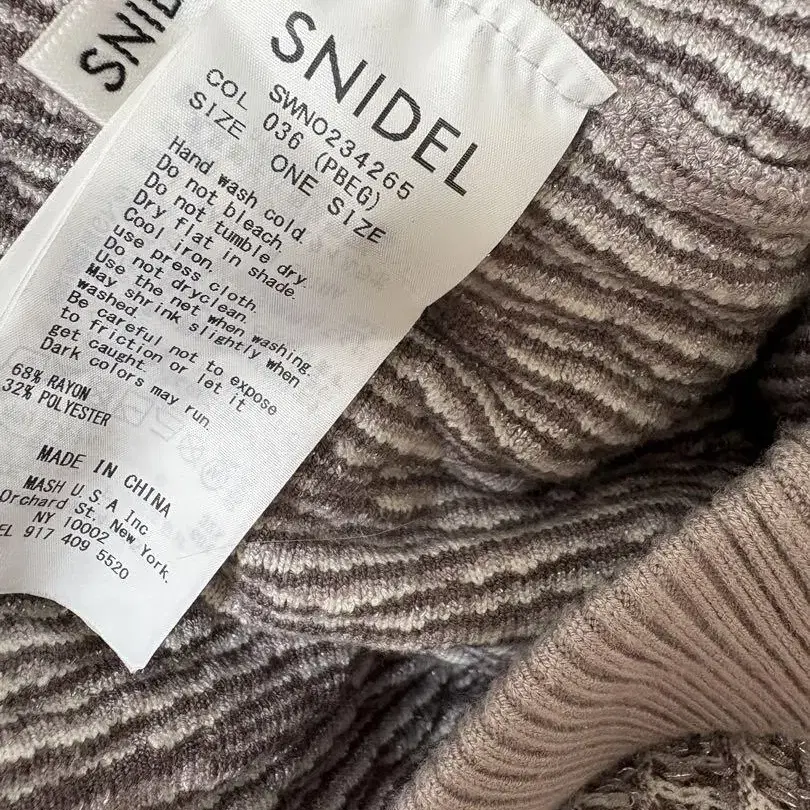 SNIDEL
SWNO234265
COL 036 (PBEG)
SIZE ONE SIZE
Hand wash cold.
Do not bleach.
Do not tumble dry.
Dry flat in shade.
Cool iron.
use press cloth.
Do not dryclean.
Use the net when washing.
May shrink slightly when
washed.
Be careful not to expose
to friction or let it
get caught.
Dark colors may run.
68% RAYON
32% POLYESTER
MADE IN CHINA
MASH U.S.A Inc
Orchard St. New York.
NY 10002
EL 917 409 5520
SNID